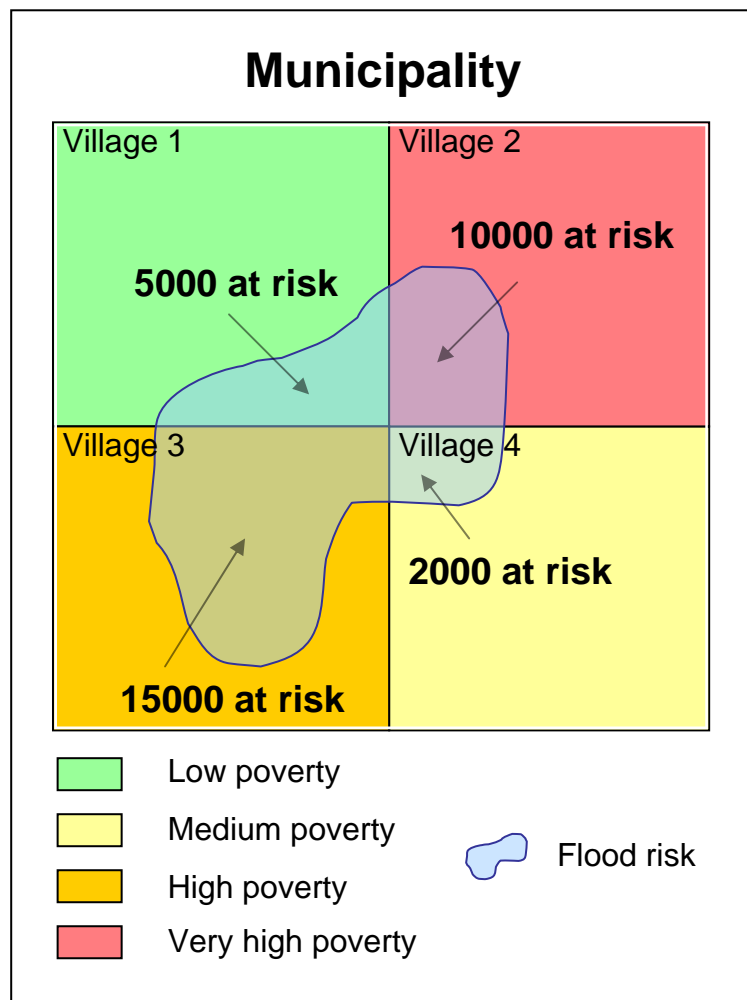 Municipality
Village 1
Village 2
10000 at risk
5000 at risk
Village 3
Village 4
2000 at risk
15000 at risk
Low poverty
Medium poverty
Flood risk
High poverty
Very high poverty